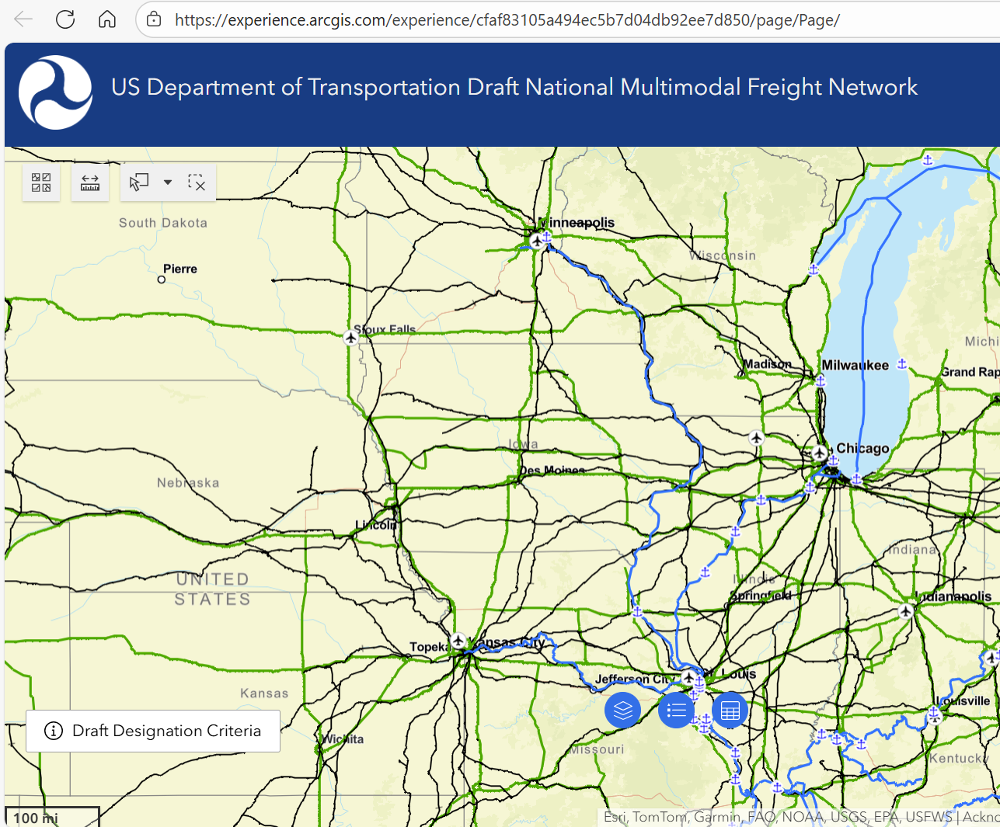 https://experience.arcgis.com/experience/cfaf83105a494ec5b7d04db92ee7d850/page/Page/
US Department of Transportation Draft National Multimodal Freight Network
South Dakota
Minneapolis
Wisconsin
Pierre
Sioux Falls
Michi
Madison
Milwaukee
Grand Rap
Iowa
Chicago
Des Moines
Nebraska
Lincoln
Indiana
UNITED
STATES
Illinois
Springfield
Indianapolis
Topeka
Kansas City
Jefferson City
Louis
Kansas
Louisville
Draft Designation Criteria
Wichita
Missouri
Kentucky
100 mi
Esri, TomTom, Garmin, FAO, NOAA, USGS, EPA, USFWS | Ackno